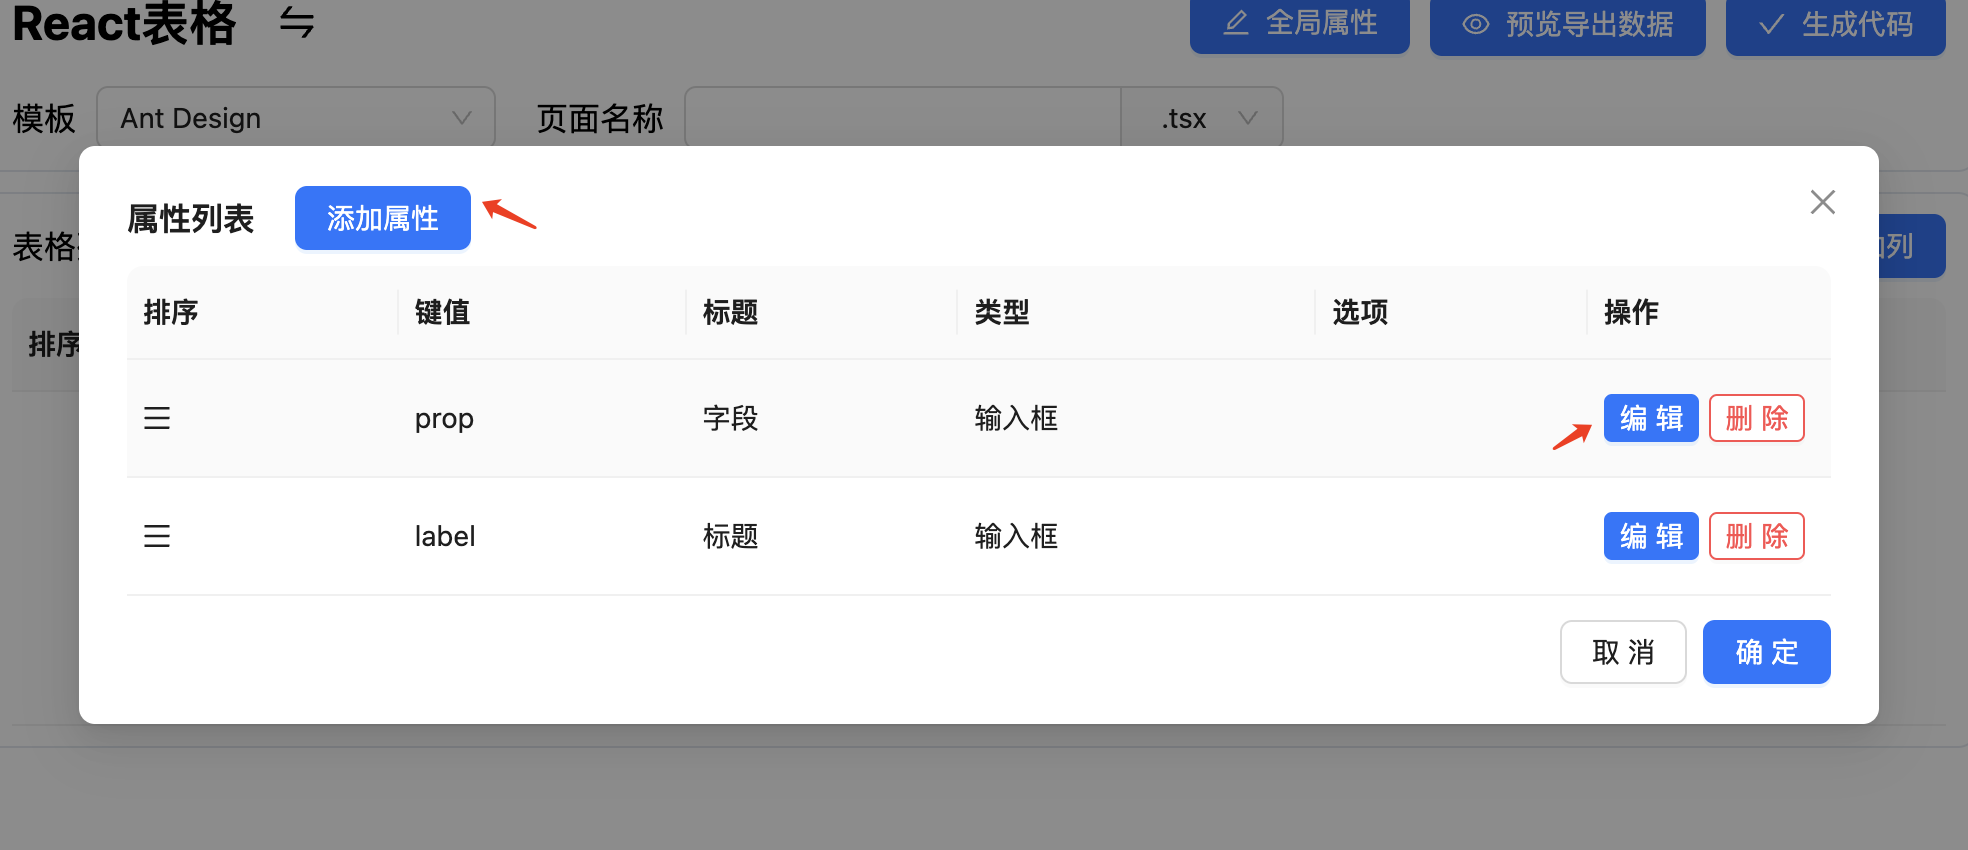 React表格
全局属性
预览导出数据
生成代码
模板
Ant Design
页面名称
.tsx
表格
属性列表
添加属性
列
排序
排序 键值 标题 类型 选项 操作
prop 字段 输入框 编辑 删除
label 标题 输入框 编辑 删除
取消
确定